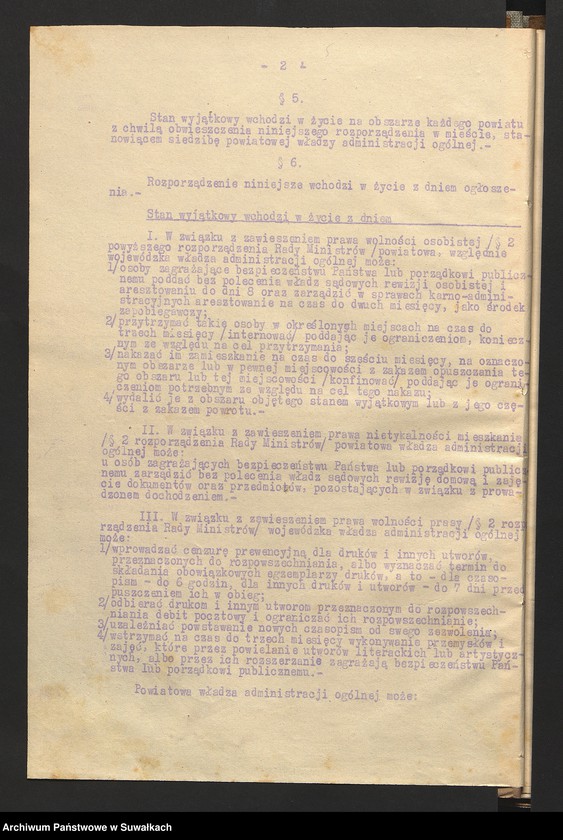 - 2 -
§ 5.
Stan wyjątkowy wchodzi w życie na obszarze każdego powiatu
z chwilą obwieszczenia niniejszego rozporządzenia w mieście, sta-
nowiącem siedzibę powiatowej władzy administracji ogólnej.-
§ 6.
Rozporządzenie niniejsze wchodzi w życie z dniem ogłosze-
nia.-
Stan wyjątkowy wchodzi w życie z dniem
I. W związku z zawieszeniem prawa wolności osobistej /§ 2
powyższego rozporządzenia Rady Ministrów /powiatowa, względnie
wojewódzka władza administracji ogólnej może:
1/osoby zagrażające bezpieczeństwu Państwa lub porządkowi publicz-
nemu poddać bez polecenia władz sądowych rewizji osobistej i
aresztowaniu do dni 8 oraz zarządzić w sprawach karno-admini-
stracyjnych aresztowanie na czas do dwuch miesięcy, jako środek
zapobiegawczy;
2/przytrzymać takie osoby w określonych miejscach na czas do
trzech miesięcy /internować/ poddając je ograniczeniom, koniecz-
nym ze względu na cel przytrzymania;
3/nakazać im zamieszkanie na czas do sześciu miesięcy, na oznaczo-
nym obszarze lub w pewnej miejscowości z zakazem opuszczania te-
go obszaru lub tej miejscowości /konfinować/ poddając je ograni-
czeniom potrzebnym ze względu na cel tego nakazu;
4/wydalić je z obszaru objętego stanem wyjątkowym lub z jego czę-
ści z zakazem powrotu.-
II. W związku z zawieszeniem prawa nietykalności mieszkania
/§ 2 rozporządzenia Rady Ministrów/ powiatowa władza administracji
ogólnej może:
u osób zagrażających bezpieczeństwu Państwa lub porządkowi publicz
nemu zarządzić bez polecenia władz sądowych rewizję domową i zaję-
cie dokumentów oraz przedmiotów, pozostających w związku z prowa-
dzonem dochodzeniem.-
III. W związku z zawieszeniem prawa wolności prasy /§ 2 rozp
rządzenia Rady Ministrów/ wojewódzka władza administracji ogólnej
może:
1/wprowadzać cenzurę prewencyjną dla druków i innych utworów,
przeznaczonych do rozpowszechniania, albo wyznaczać termin do
składania obowiązkowych egzemplarzy druków, a to - dla czaso-
pism - do 6 godzin, dla innych druków i utworów - do 7 dni przed
puszczeniem ich w obieg;
2/odbierać drukom i innym utworom przeznaczonym do rozpowszech-
niania debit pocztowy i ograniczać ich rozpowszechnianie;
3/uzależniać powstawanie nowych czasopism od swego zezwolenia;
4/wstrzymać na czas do trzech miesięcy wykonywanie przemysłów i
zajęć, które przez powielanie utworów literackich lub artystycz-
nych, albo przez ich rozszerzanie zagrażają bezpieczeństwu Pań-
stwa lub porządkowi publicznemu.-
Powiatowa władza administracji ogólnej może:
Archiwum Państwowe w Suwałkach